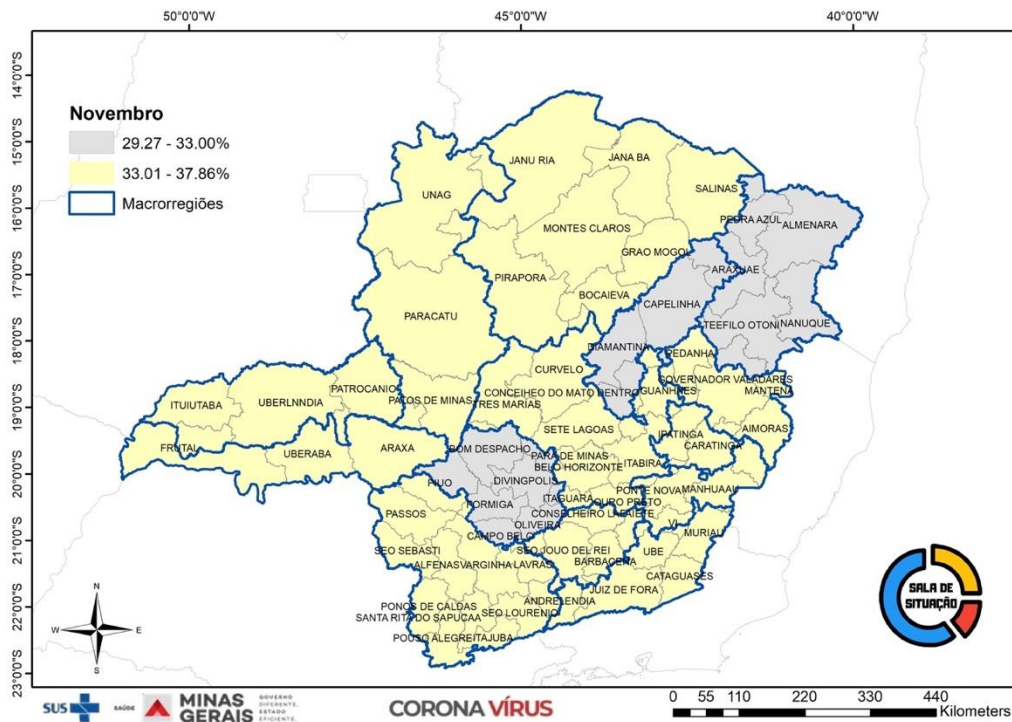 50°0'0"W 45°0'0"W 40°0'0"W
14°0'0"S
15°0'0"S
16°0'0"S
17°0'0"S
18°0'0"S
19°0'0"S
20°0'0"S
21°0'0"S
22°0'0"S
23°0'0"S
Novembro
29.27 - 33.00%
33.01 - 37.86%
Macrorregiões
JANU RIA
JANA BA
UNAG
SALINAS
PEDRA AZUL
ALMENARA
MONTES CLAROS
GRAO MOGOL
ARAXUAE
PIRAPORA
BOCAIEVA
CAPELINHA
PARACATU
TEEFILO OTONI
NANUQUE
DIAMANTINA
PEDANHA
CURVELO
PATROCANIO
CONCEIHEO DO MATO DENTRO
GUANHNES
GOVERNADOR VALADARES
MANTENA
ITUIUTABA
UBERLNNDIA
PATOS DE MINAS
TRES MARIAS
SETE LAGOAS
IPATINGA
AIMORAS
FRUTAL
UBERABA
ARAXA
BOM DESPACHO
PARA DE MINAS
BELO HORIZONTE
ITABIRA
CARATINGA
PIUO
DIVINGPOLIS
PONTE NOVA
MANHUAAU
PASSOS
FORMIGA
ITAGUARA
OURO PRETO
CONSELHEIRO LAFAIETE
OLIVEIRA
CAMPO BELO
VI
MURIAU
SEO SEBASTI
SEO JOUO DEL REI
UBE
ALFENAS
VARGINHA
LAVRAS
BARBACENA
CATAGUASES
JUIZ DE FORA
PONOS DE CALDAS
ANDRELENDIA
SANTA RITA DO SAPUCAA
SEO LOURENIO
POUSO ALEGRE
ITAJUBA
N
W E
S
SALA DE
SITUAÇÃO
SUS
SAÚDE
MINAS
GERAIS
GOVERNO
DIFERENTE.
ESTADO
EFICIENTE.
CORONA VÍRUS
0 55 110 220 330 440
Kilometers